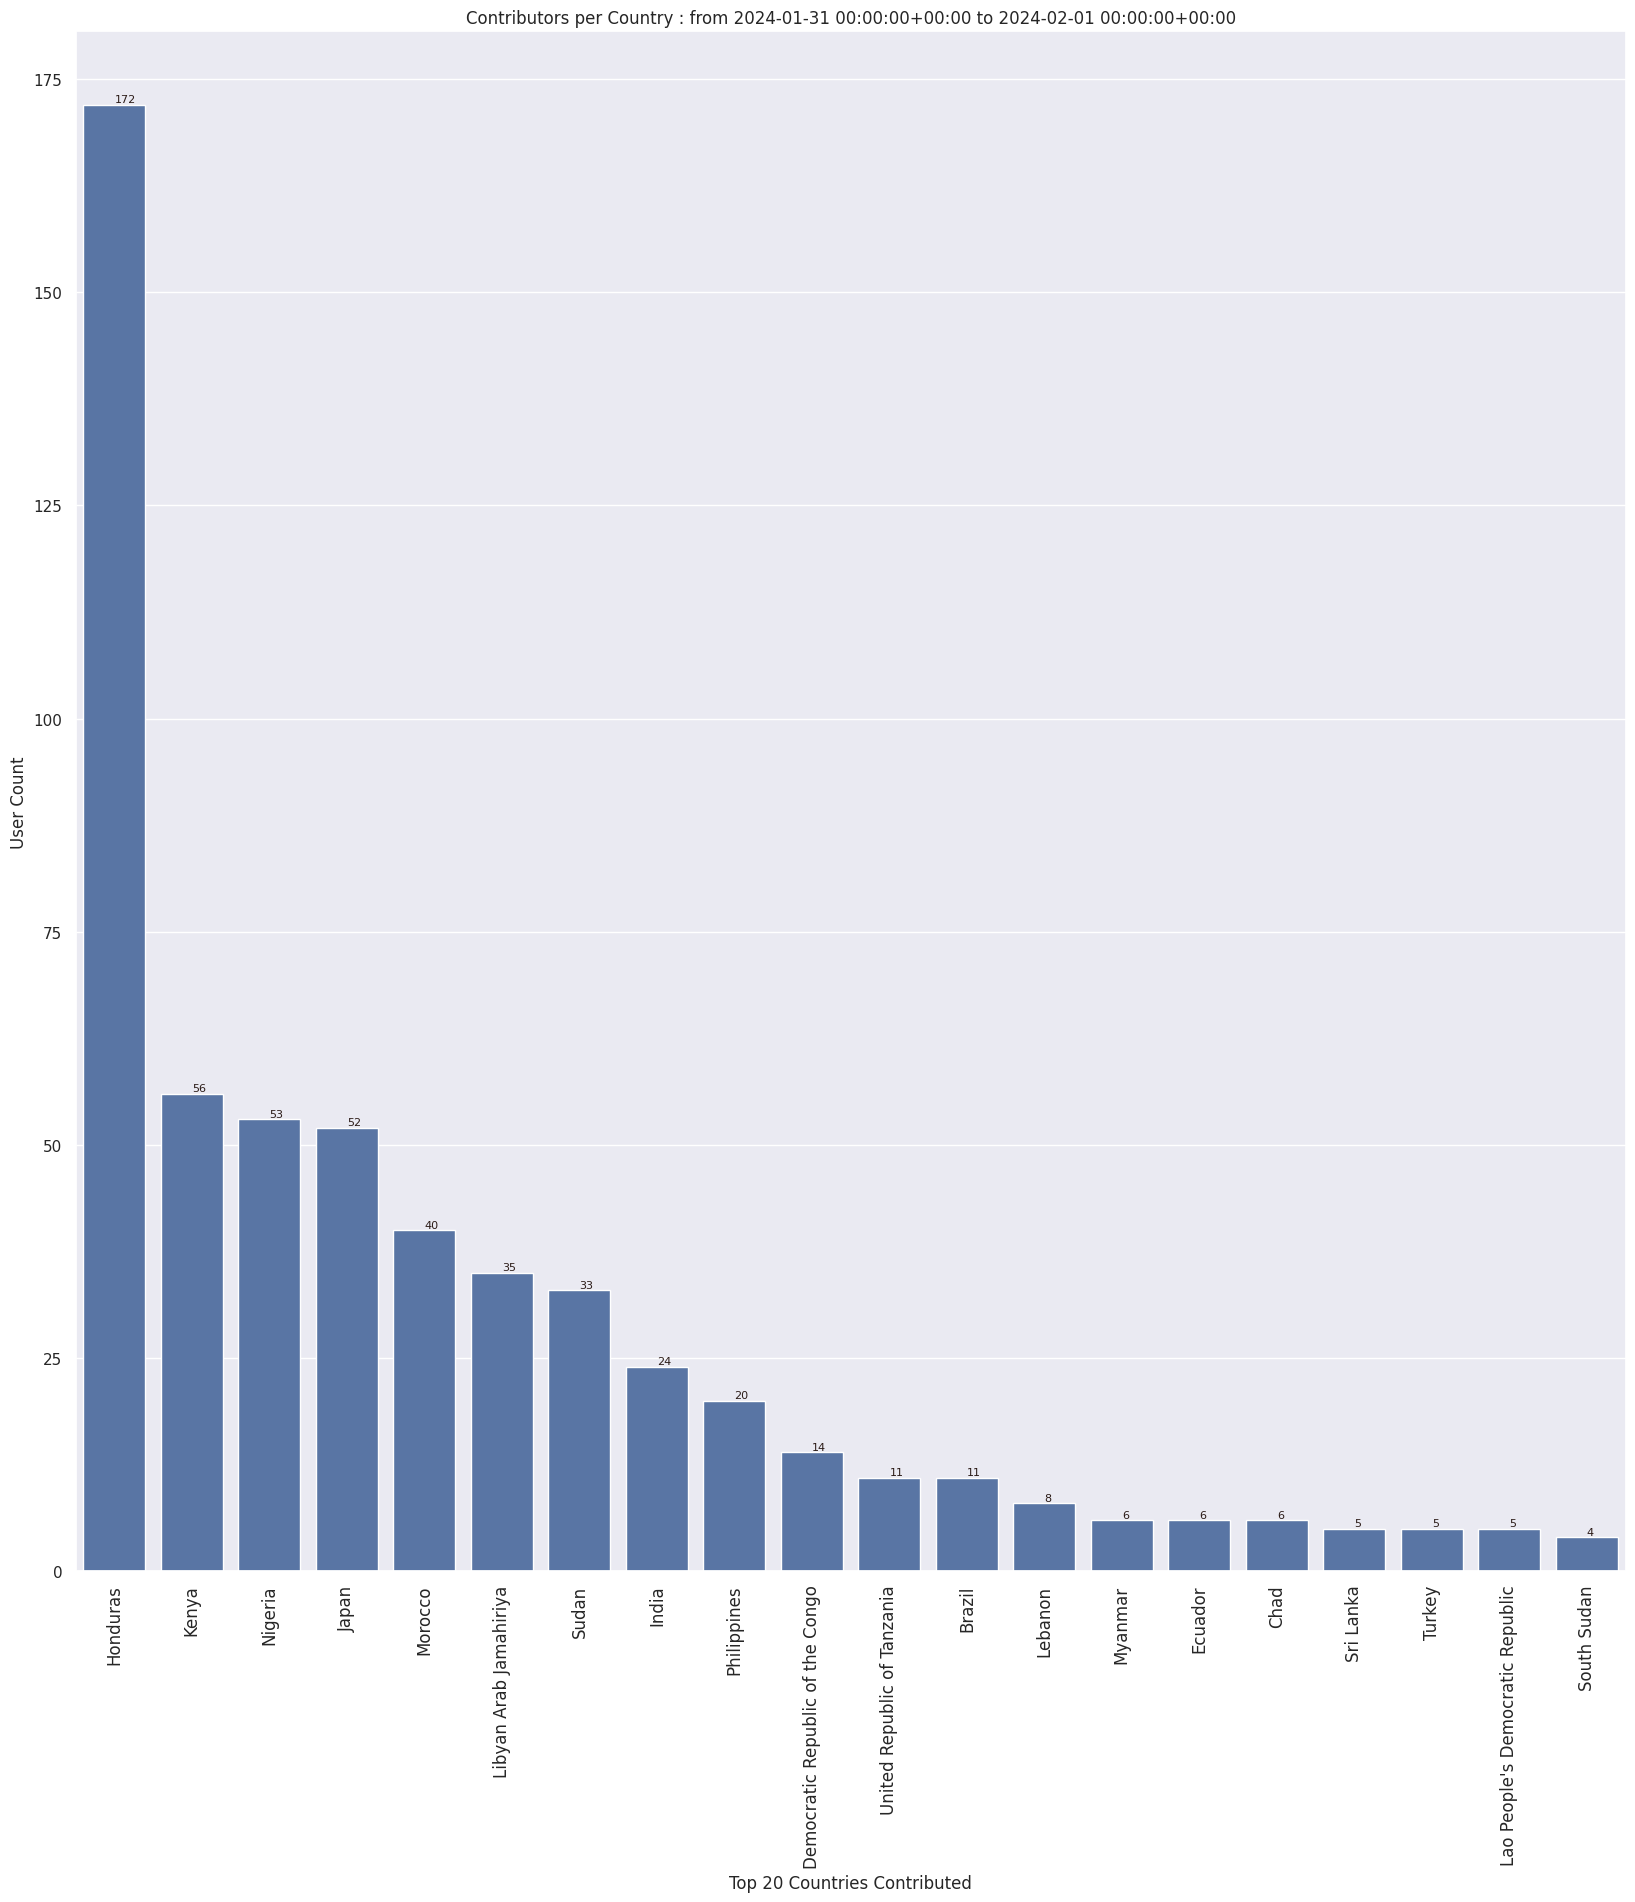 Contributors per Country : from 2024-01-31 00:00:00+00:00 to 2024-02-01 00:00:00+00:00
175
150
125
100
75
50
25
0
User Count
172
56
53
52
40
35
33
24
20
14
11
11
8
6
6
6
5
5
5
4
Honduras
Kenya
Nigeria
Japan
Morocco
Libyan Arab Jamahiriya
Sudan
India
Philippines
Democratic Republic of the Congo
United Republic of Tanzania
Brazil
Lebanon
Myanmar
Ecuador
Chad
Sri Lanka
Turkey
Lao People's Democratic Republic
South Sudan
Top 20 Countries Contributed